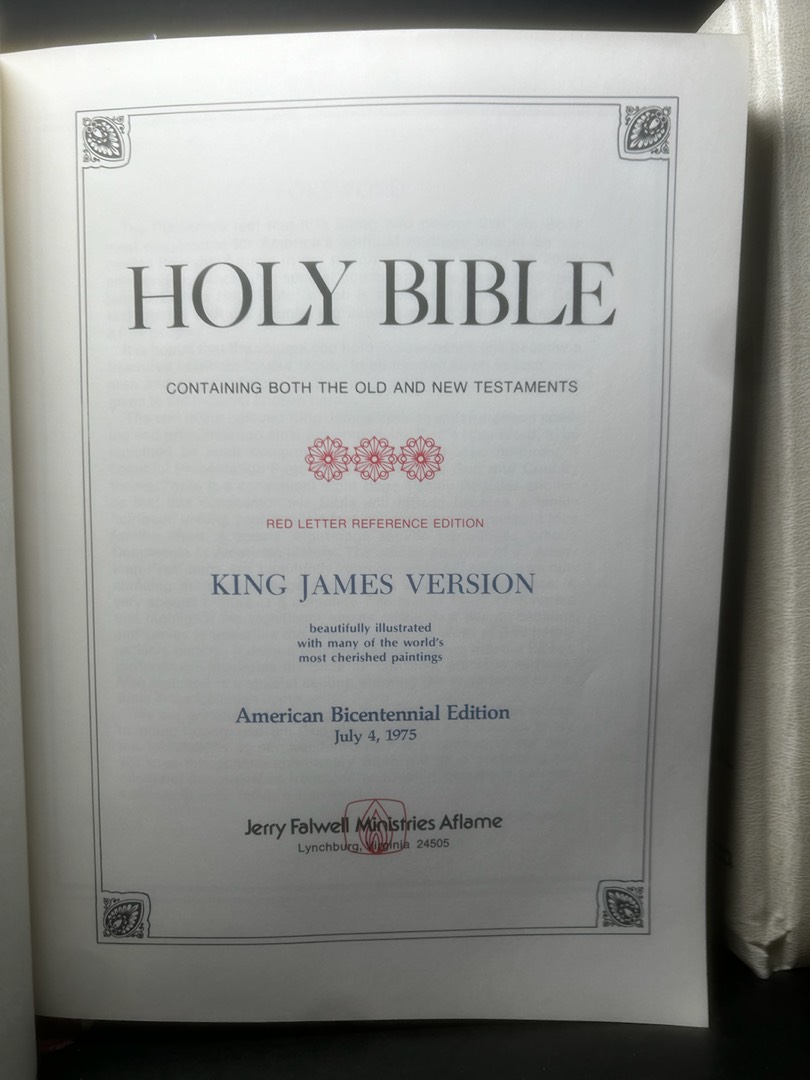 HOLY BIBLE
CONTAINING BOTH THE OLD AND NEW TESTAMENTS
RED LETTER REFERENCE EDITION
KING JAMES VERSION
beautifully illustrated
with many of the world's
most cherished paintings
American Bicentennial Edition
July 4, 1975
Jerry Falwell Ministries Aflame
Lynchburg, Virginia 24505